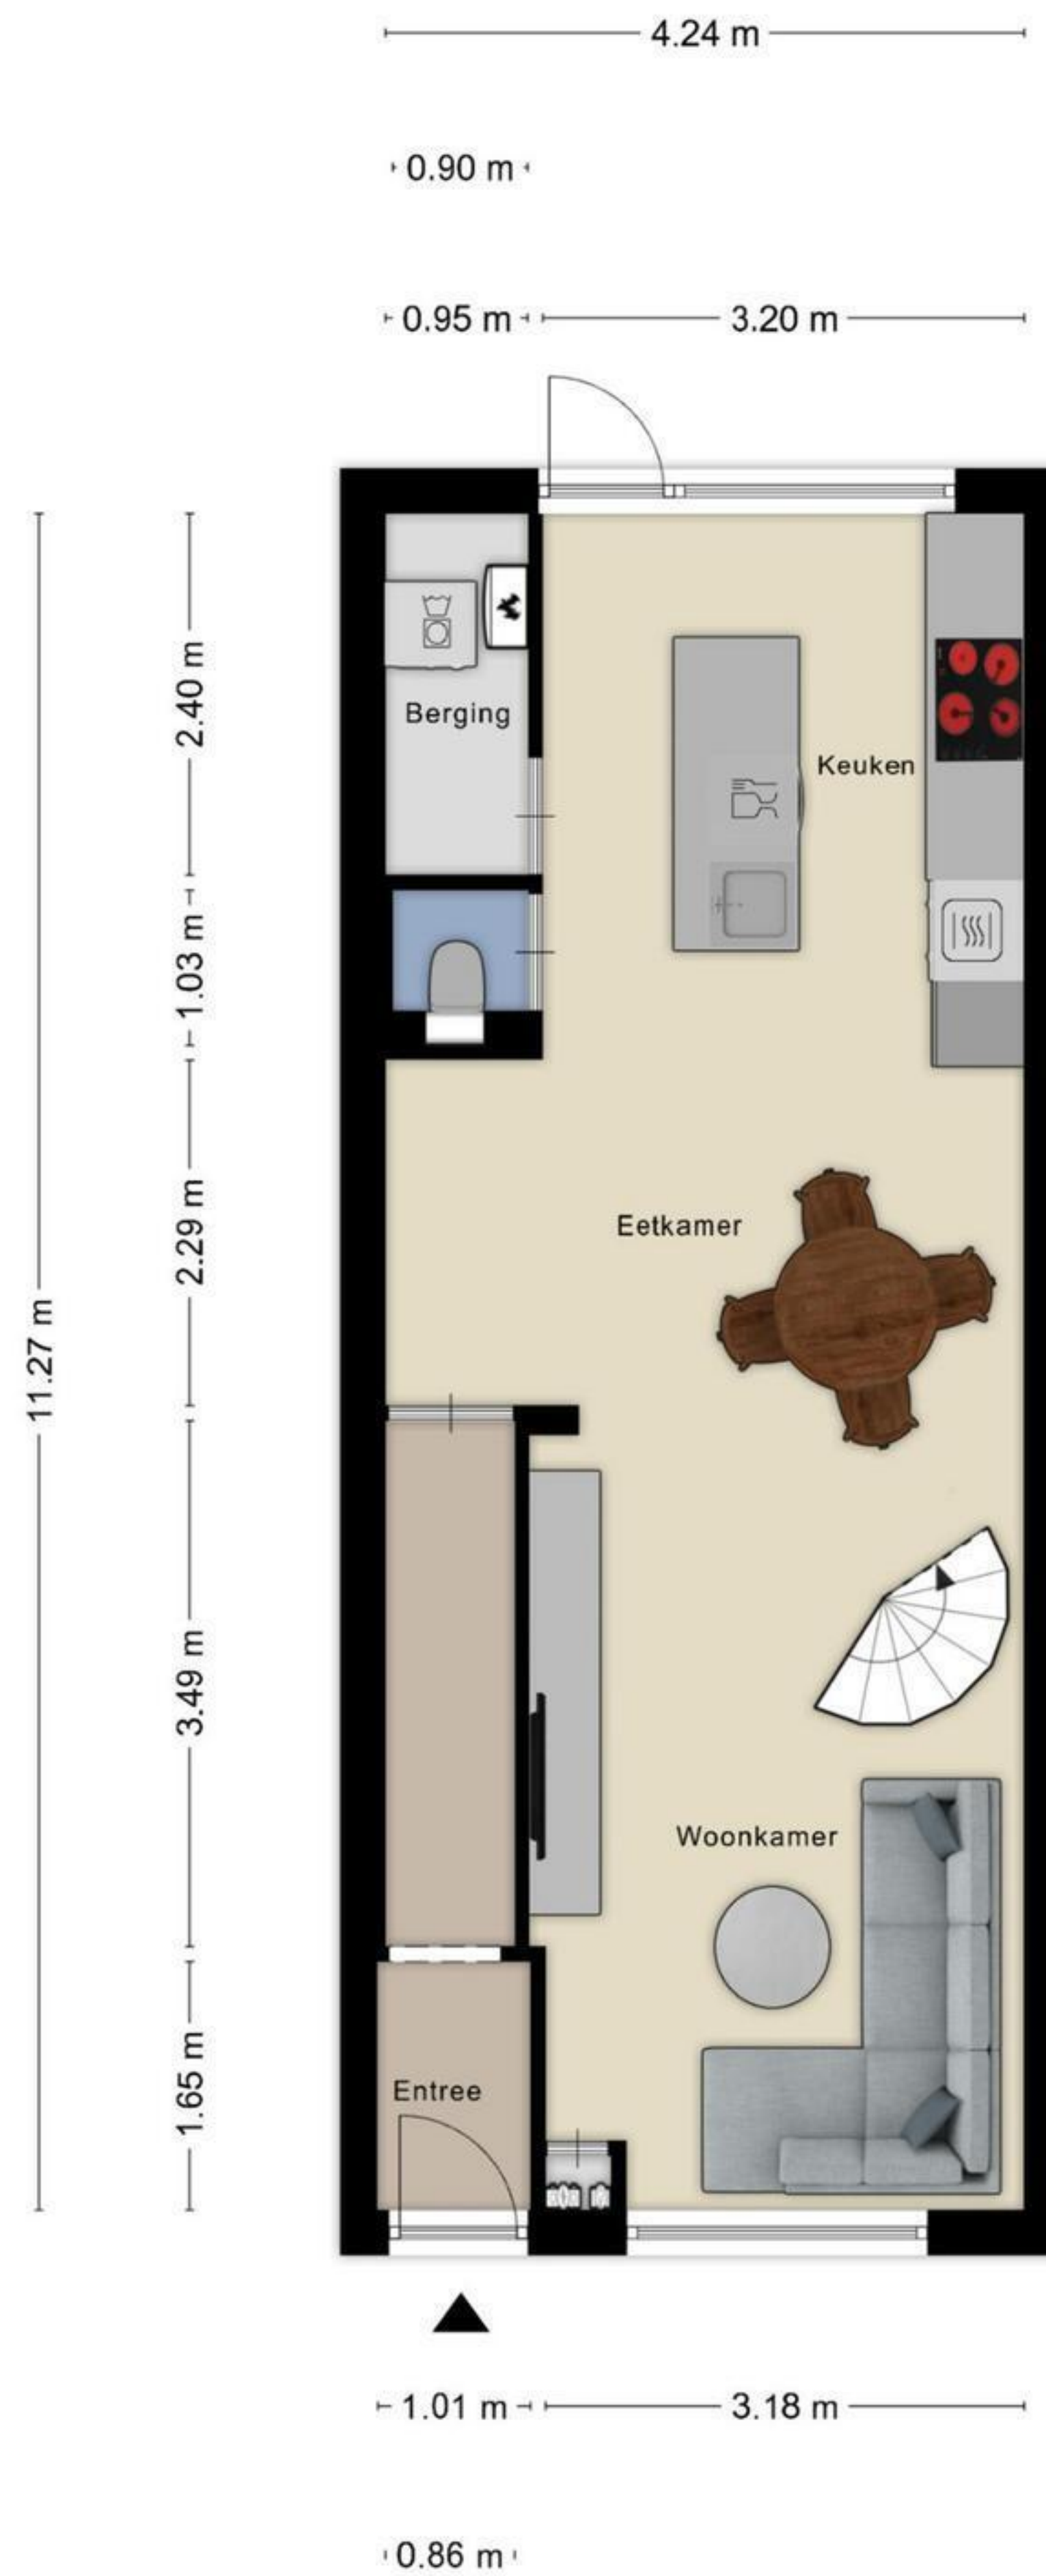 4.24 m
0.90 m
0.95 m
3.20 m
2.40 m
Berging
Keuken
1.03 m
2.29 m
Eetkamer
11.27 m
3.49 m
Woonkamer
1.65 m
Entree
1.01 m
3.18 m
0.86 m